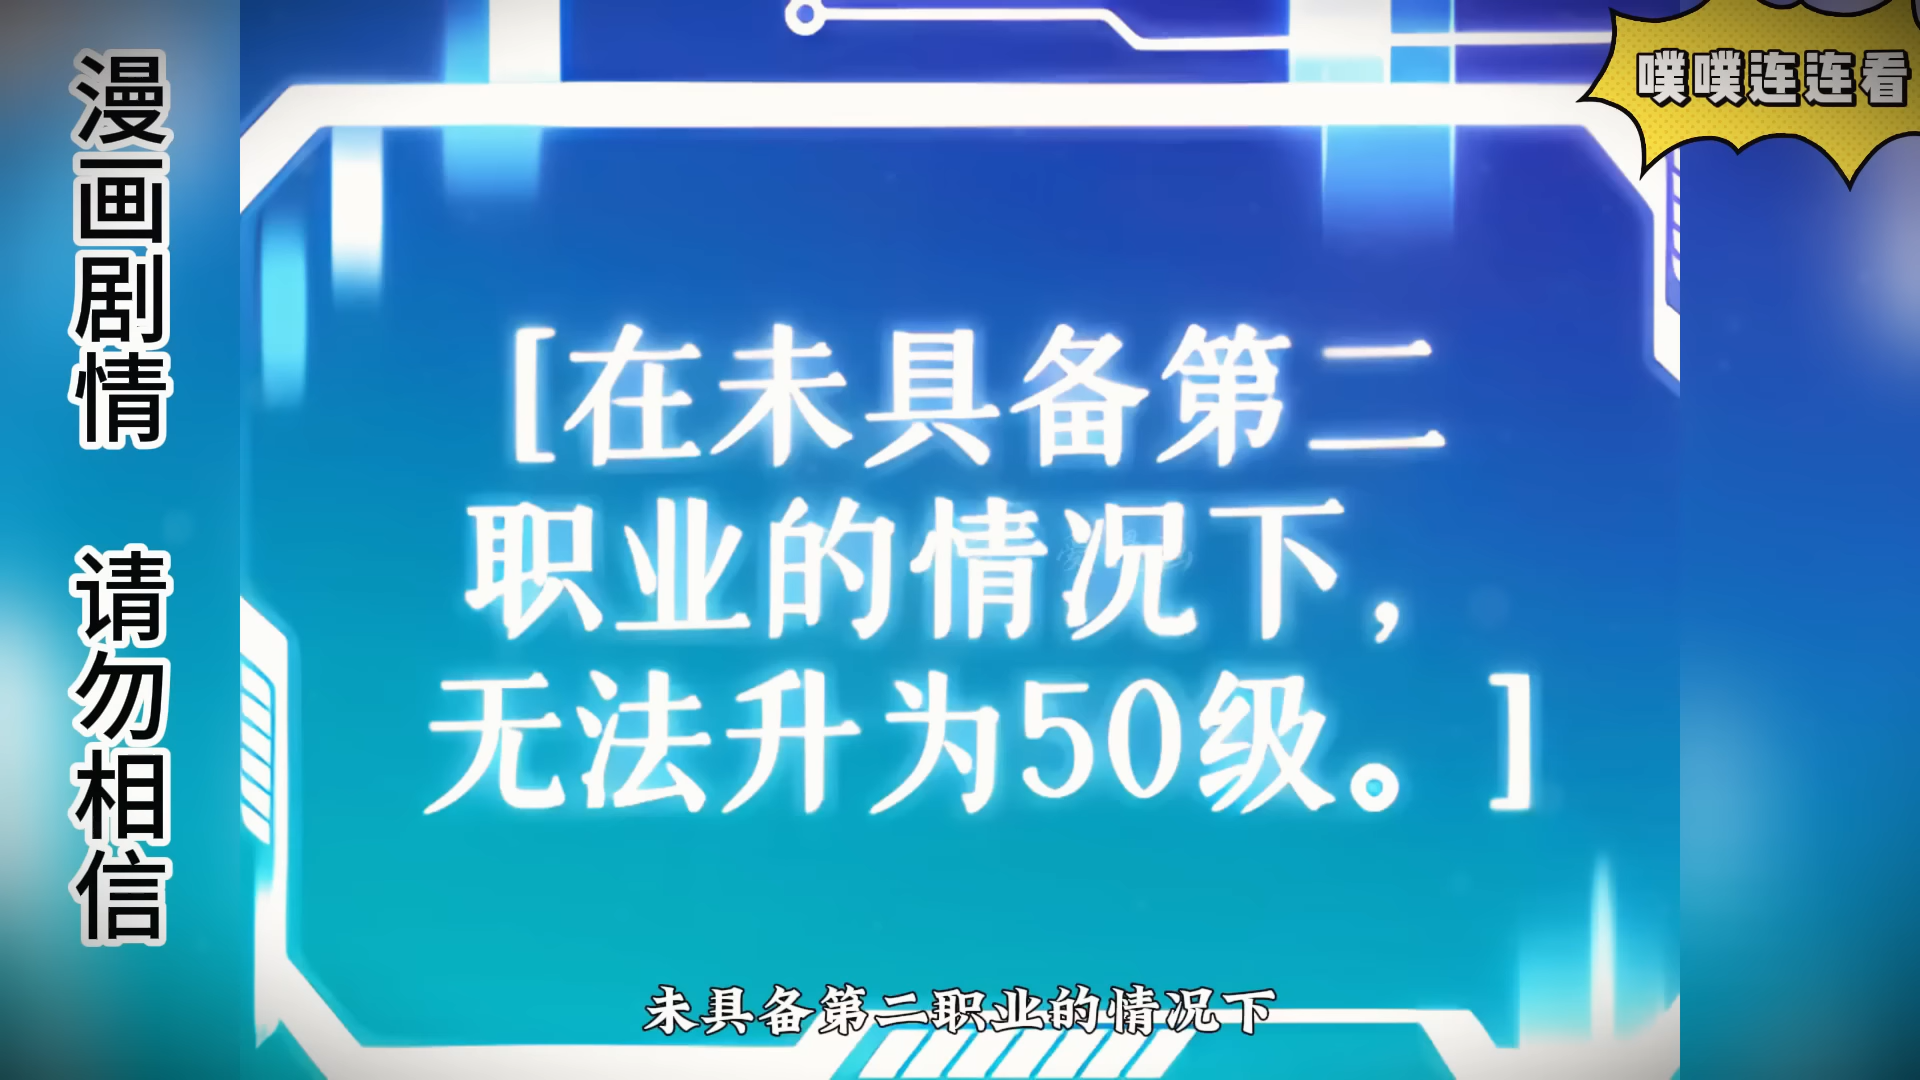 漫画剧情 请勿相信
噗噗连连看
[在未具备第二
职业的情况下，
无法升为50级。]
未具备第二职业的情况下